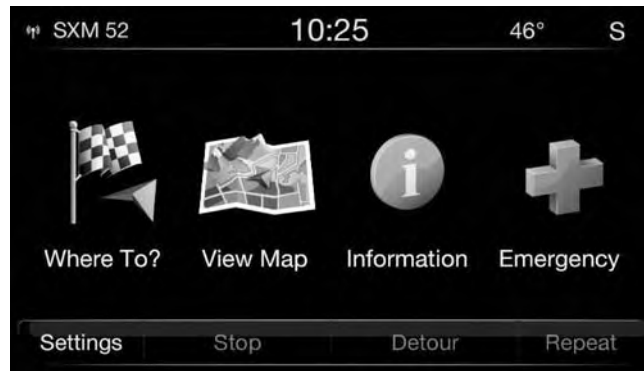 SXM 52 10:25 46° S
Where To? View Map Information Emergency
Settings Stop Detour Repeat